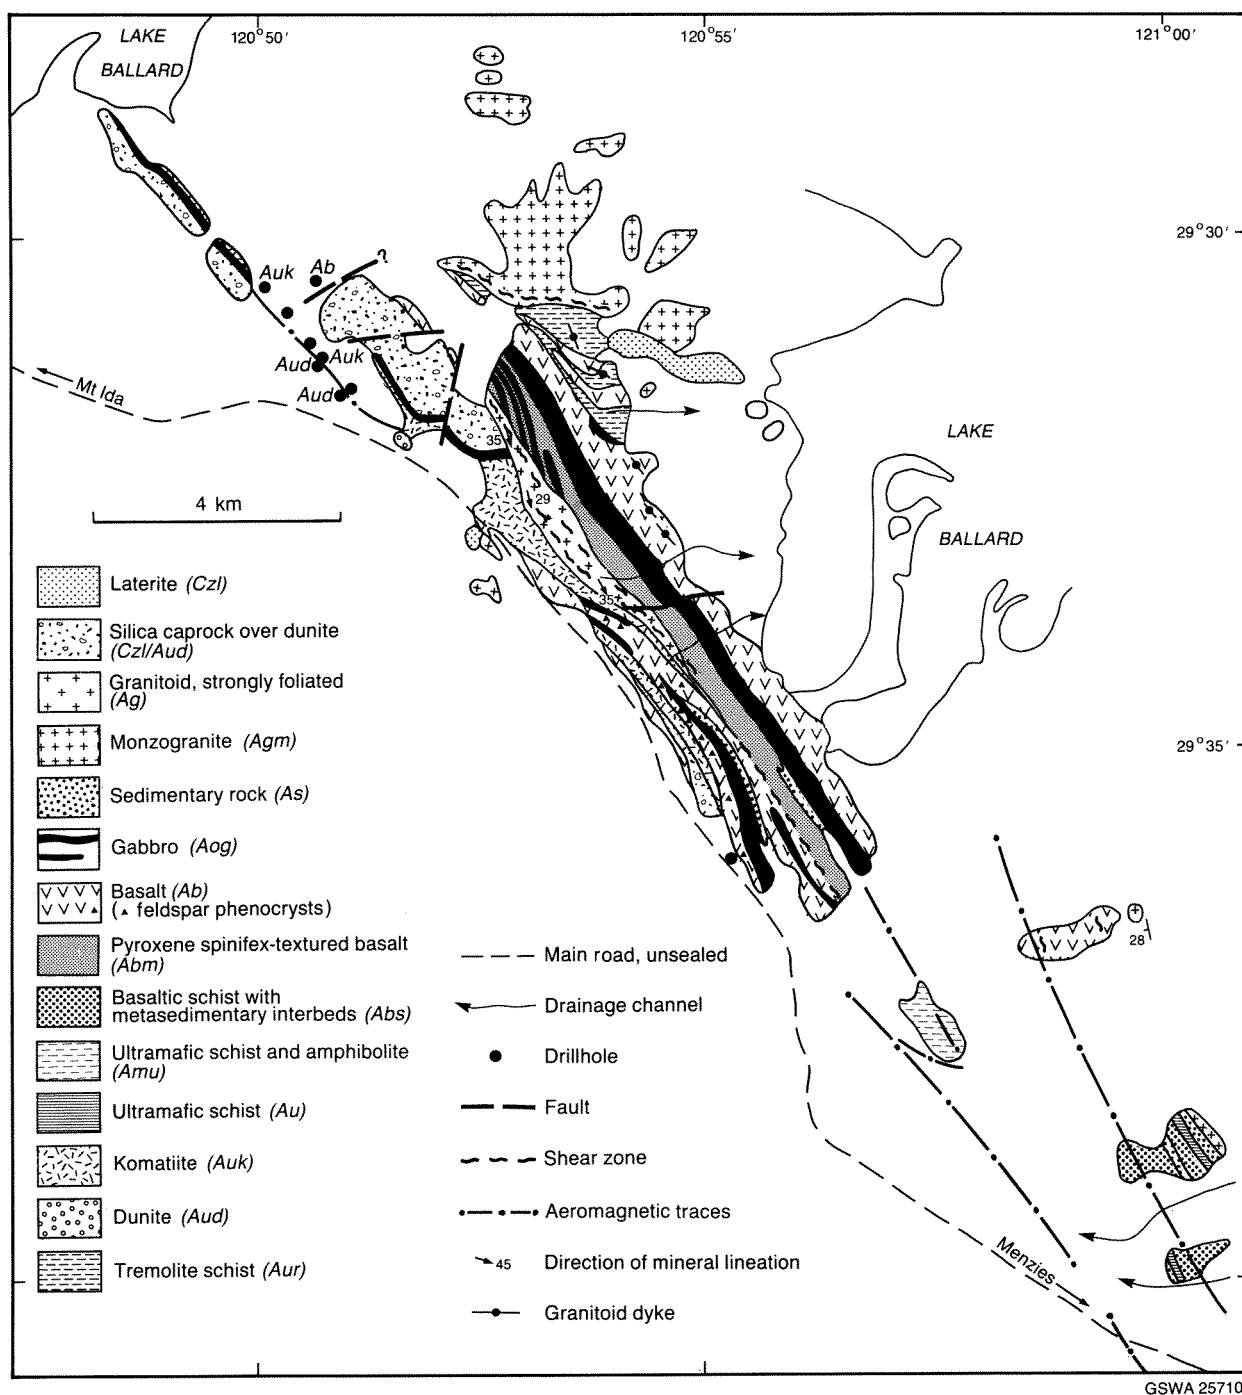 LAKE
BALLARD
120°50′
120°55′
121°00′
29°30′
?
Auk
Ab
Auk
Aud
Aud
Mt Ida
35
29
35
LAKE
BALLARD
4 km
29°35′
28
Laterite (Czl)
Silica caprock over dunite
(Czl/Aud)
Granitoid, strongly foliated
(Ag)
Monzogranite (Agm)
Sedimentary rock (As)
Gabbro (Aog)
Basalt (Ab)
(▲ feldspar phenocrysts)
Pyroxene spinifex-textured basalt
(Abm)
Basaltic schist with
metasedimentary interbeds (Abs)
Ultramafic schist and amphibolite
(Amu)
Ultramafic schist (Au)
Komatiite (Auk)
Dunite (Aud)
Tremolite schist (Aur)
Main road, unsealed
Drainage channel
Drillhole
Fault
Shear zone
Aeromagnetic traces
45 Direction of mineral lineation
Granitoid dyke
Menzies
GSWA 25710